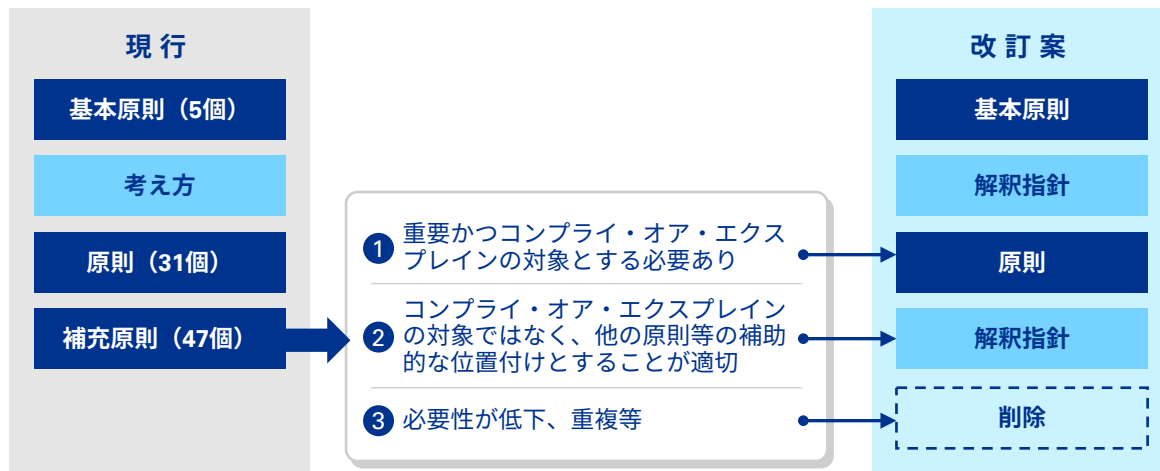 現行
基本原則（5個）
考え方
原則（31個）
補充原則（47個）
1 重要かつコンプライ・オア・エクス
プレインの対象とする必要あり
2 コンプライ・オア・エクスプレイン
の対象ではなく、他の原則等の補助
的な位置付けとすることが適切
3 必要性が低下、重複等
改訂案
基本原則
解釈指針
原則
解釈指針
削除